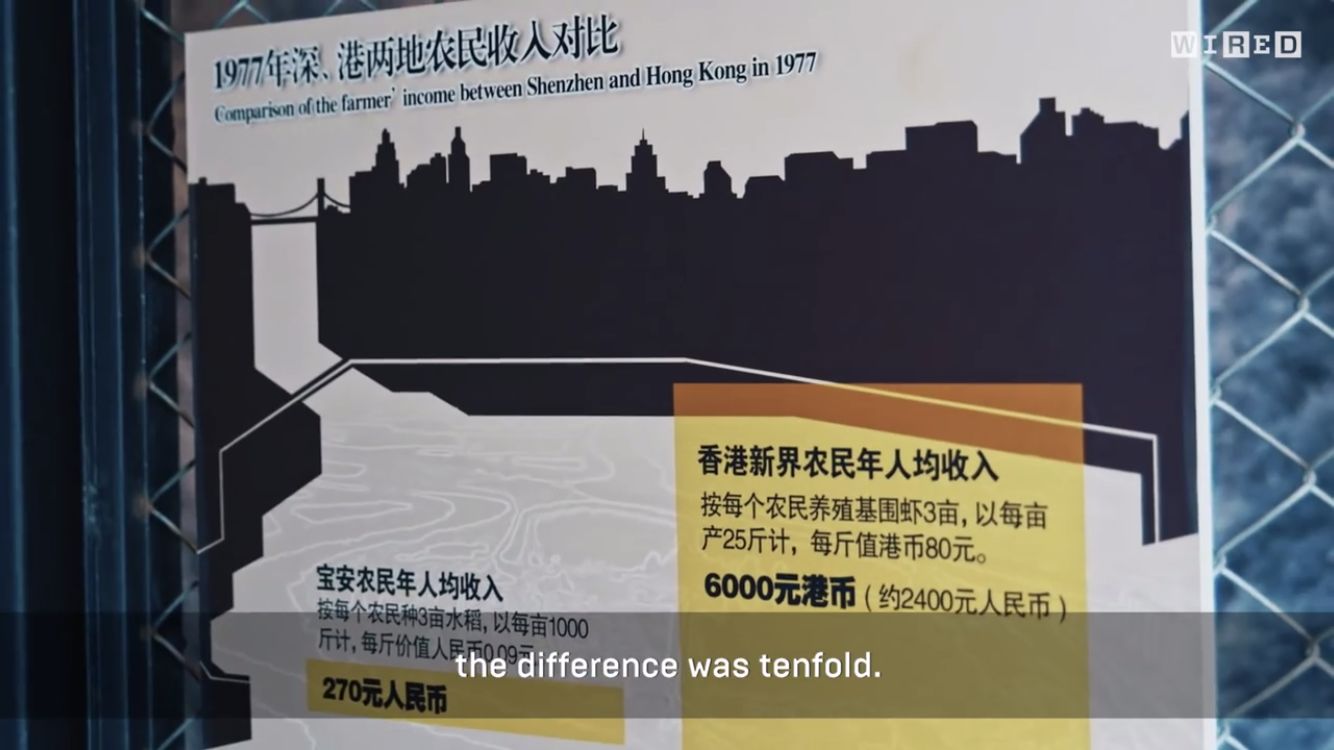 WIRED
1977年深、港两地农民收入对比
Comparison of the farmer' income between Shenzhen and Hong Kong in 1977
香港新界农民年人均收入
按每个农民养殖基围虾3亩，以每亩
产25斤计，每斤值港币80元。
6000元港币（约2400元人民币）
宝安农民年人均收入
按每个农民种3亩水稻，以每亩1000
斤计，每斤价值人民币0.09元
270元人民币
the difference was tenfold.